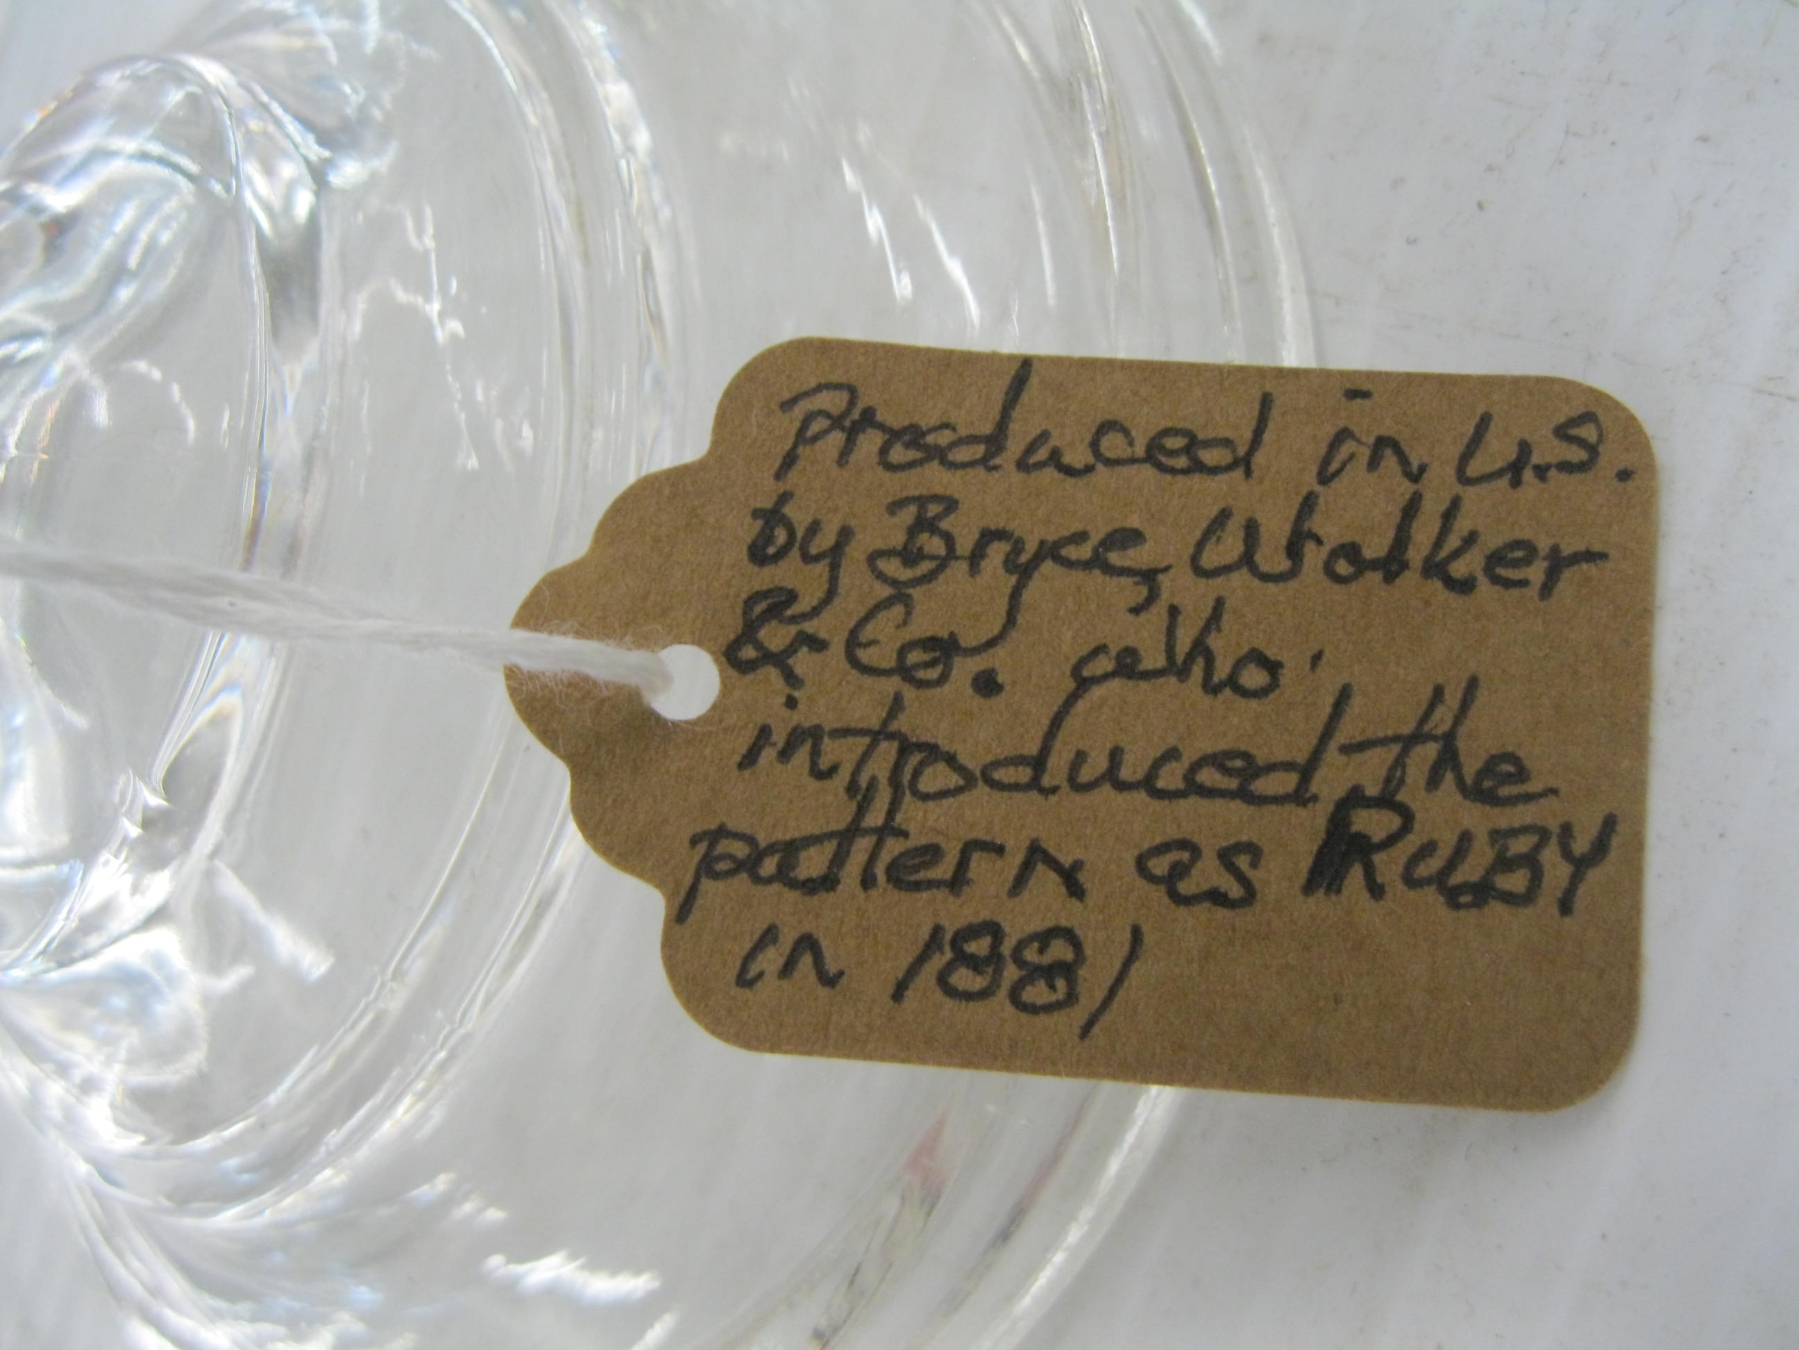 Produced in U.S.
by Bryce, Walker
& Co. who
introduced the
pattern as RUBY
in 1881